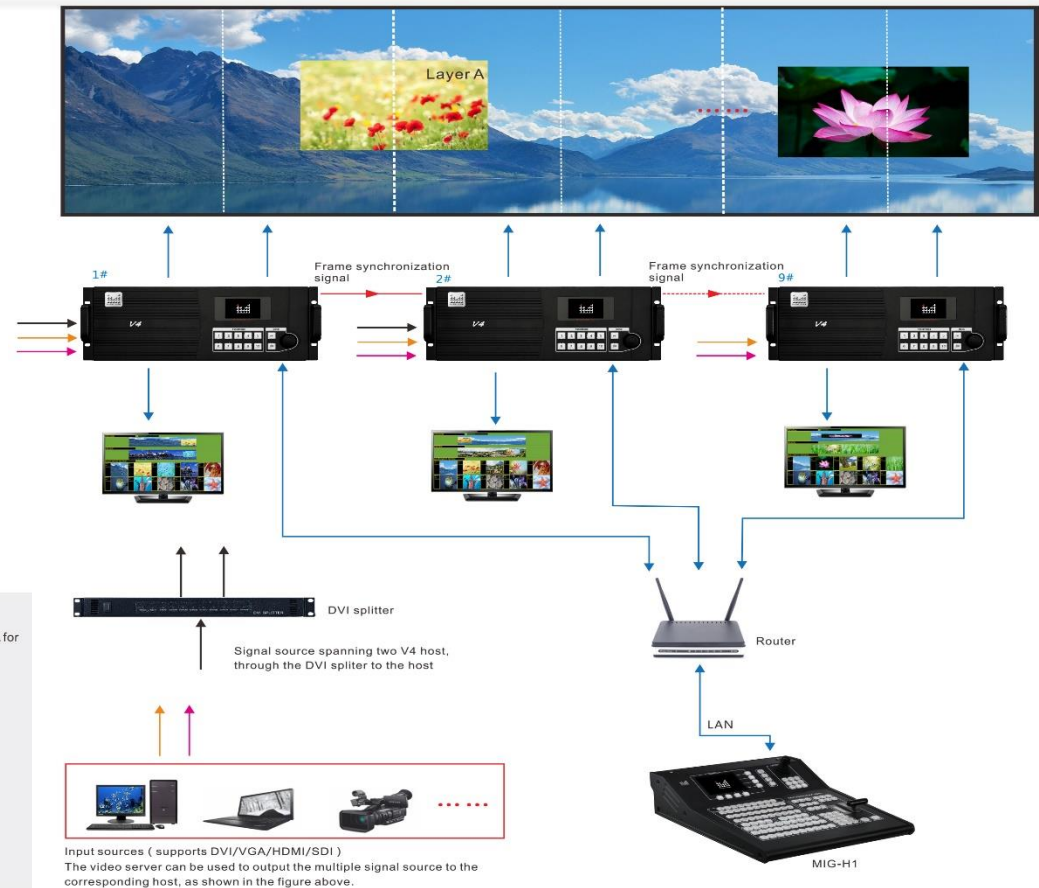 Layer A
1#
Frame synchronization
signal
2#
Frame synchronization
signal
9#
V4
V4
V4
DVI splitter
Signal source spanning two V4 host,
through the DVI spliter to the host
Router
LAN
for
MIG-H1
Input sources ( supports DVI/VGA/HDMI/SDI )
The video server can be used to output the multiple signal source to the
corresponding host, as shown in the figure above.